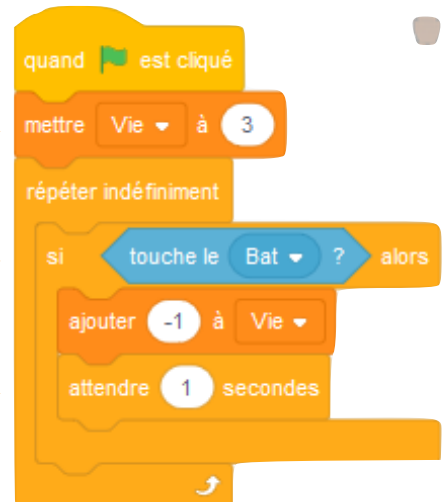 quand est cliqué
mettre Vie à 3
répéter indéfiniment
si touche le Bat ? alors
ajouter -1 à Vie
attendre 1 secondes